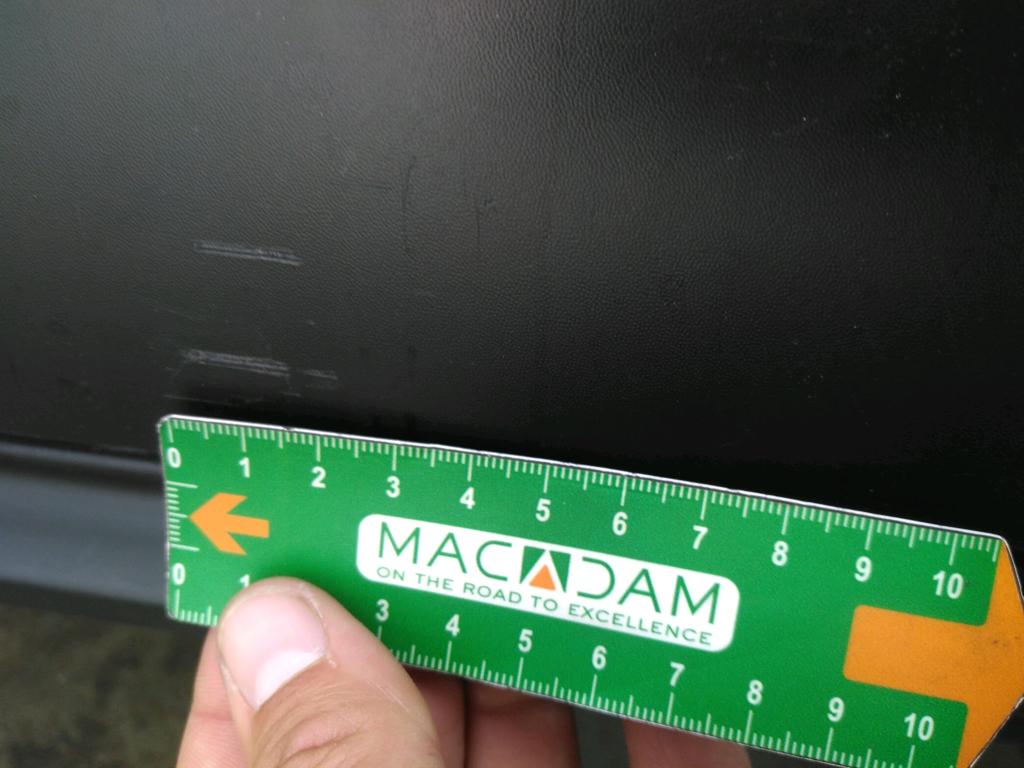 0 1 2 3 4 5 6 7 8 9 10
MACADAM
ON THE ROAD TO EXCELLENCE
0 1 3 4 5 6 7 8 9 10